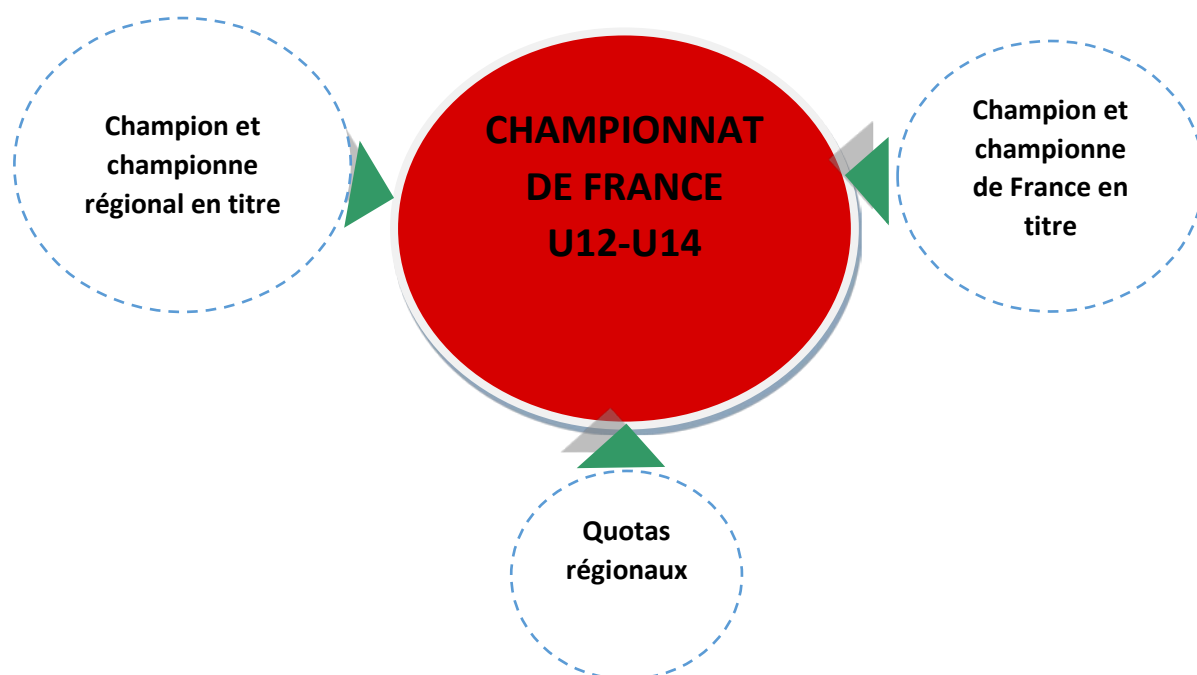 Champion et
championne
régional en titre
CHAMPIONNAT
DE FRANCE
U12-U14
Champion et
championne
de France en
titre
Quotas
régionaux